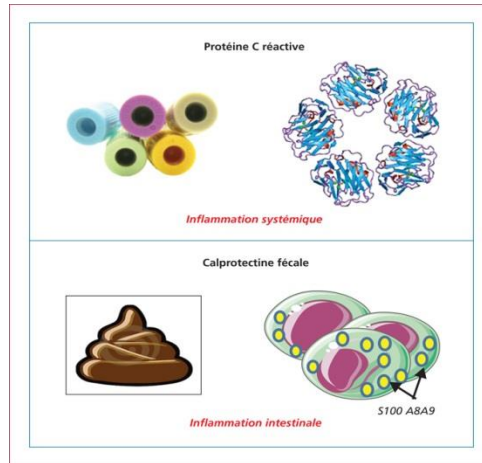 Protéine C réactive
Inflammation systémique
Calprotectine fécale
S100 A8A9
Inflammation intestinale